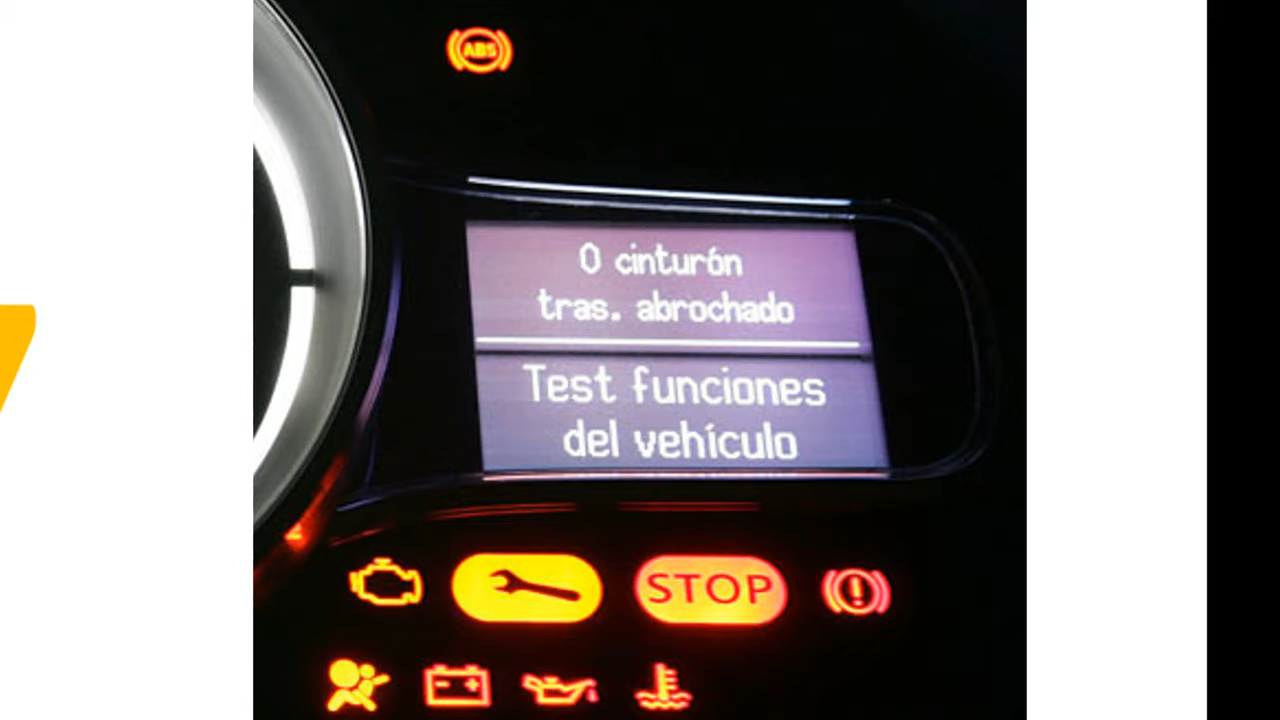 ABS
0 cinturón
tras. abrochado
Test funciones
del vehículo
STOP